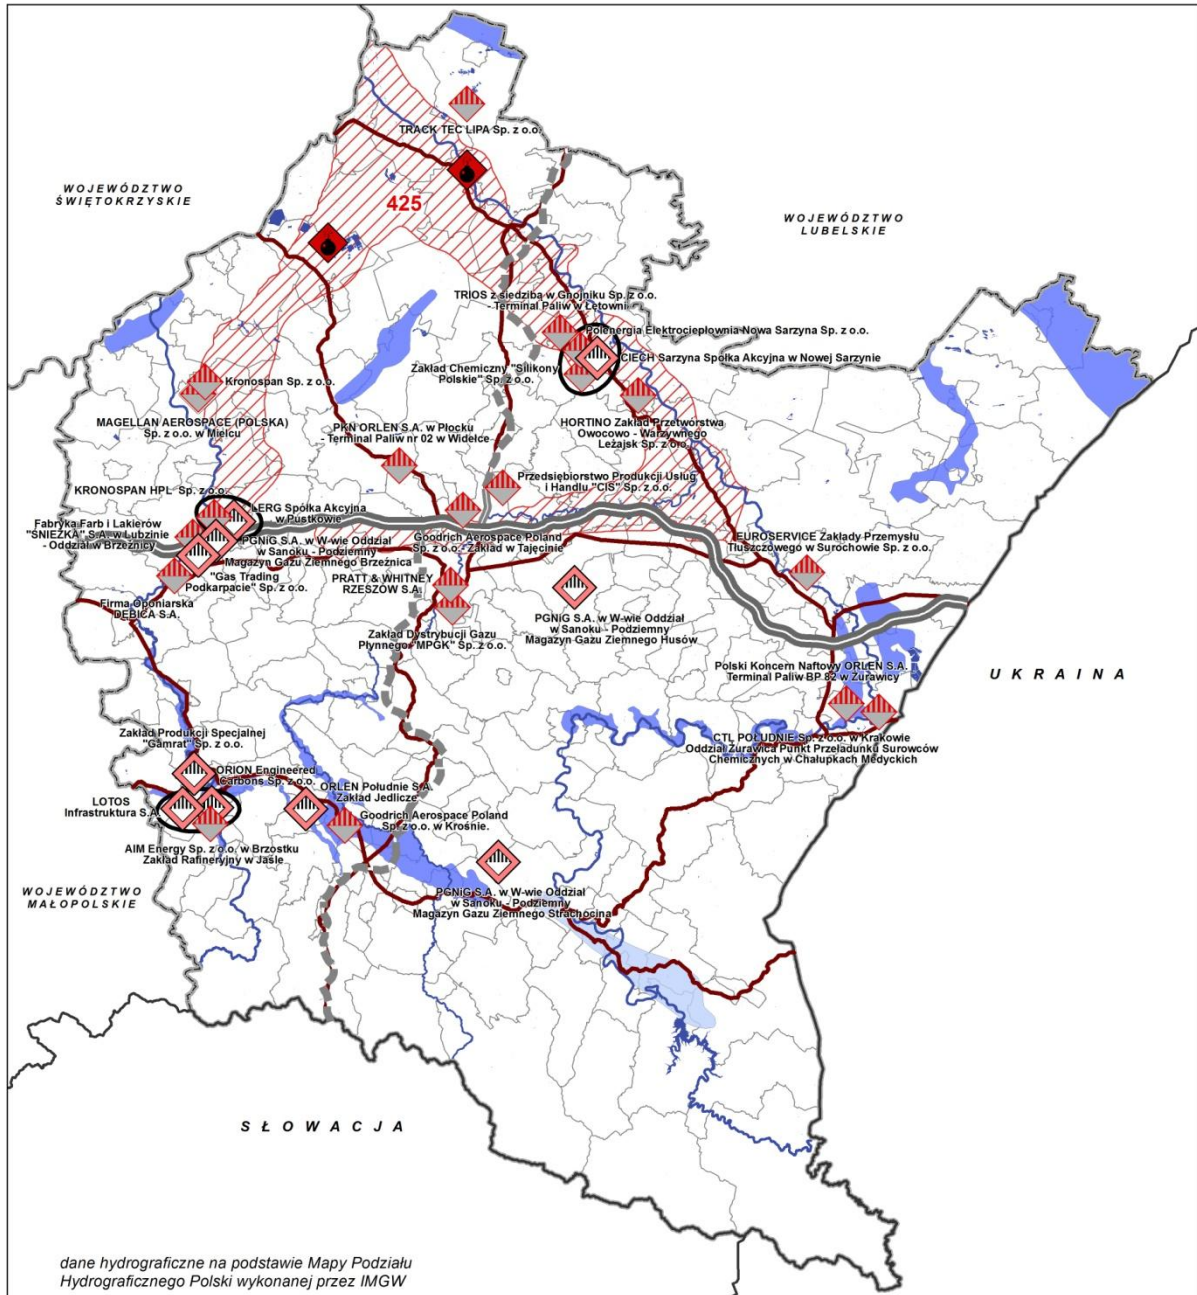 TRACK TEC LIPA Sp. z o.o.
WOJEWÓDZTWO
ŚWIĘTOKRZYSKIE
425
WOJEWÓDZTWO
LUBELSKIE
TRIOS z siedzibą w Gnojniku Sp. z o.o.
- Terminal Paliw w Łętowni
Polenergia Elektrociepłownia Nowa Sarzyna Sp. z o.o.
CIECH Sarzyna Spółka Akcyjna w Nowej Sarzynie
Zakład Chemiczny "Silikony
Polskie" Sp. z o.o.
Kronospan Sp. z o.o.
MAGELLAN AEROSPACE (POLSKA)
Sp. z o.o. w Mielcu
HORTINO Zakład Przetwórstwa
Owocowo - Warzywnego
Leżajsk Sp. z o.o.
PKN ORLEN S.A. w Płocku
- Terminal Paliw nr 02 w Widełce
Przedsiębiorstwo Produkcji Usług
i Handlu "CIS" Sp. z o.o.
KRONOSPAN HPL Sp. z o.o.
LERG Spółka Akcyjna
w Pustkowie
Fabryka Farb i Lakierów
"ŚNIEŻKA" S.A. w Lubzinie
- Oddział w Brzeźnicy
PGNiG S.A. w W-wie Oddział
w Sanoku - Podziemny
Magazyn Gazu Ziemnego Brzeźnica
Goodrich Aerospace Poland
Sp. z o.o. - Zakład w Tajęcinie
EUROSERVICE Zakłady Przemysłu
Tłuszczowego w Surochowie Sp. z o.o.
"Gas Trading
Podkarpacie" Sp. z o.o.
PRATT & WHITNEY
RZESZÓW S.A.
Firma Oponiarska
DĘBICA S.A.
PGNiG S.A. w W-wie Oddział
w Sanoku - Podziemny
Magazyn Gazu Ziemnego Husów
Zakład Dystrybucji Gazu
Płynnego "MPGK" Sp. z o.o.
Polski Koncern Naftowy ORLEN S.A.
Terminal Paliw BP 82 w Żurawicy
UKRAINA
CTL POŁUDNIE Sp. z o.o. w Krakowie
Oddział Żurawica Punkt Przeładunku Surowców
Chemicznych w Chałupkach Medyckich
Zakład Produkcji Specjalnej
"Gamrat" Sp. z o.o.
ORION Engineered
Carbons Sp. z o.o.
ORLEN Południe S.A.
Zakład Jedlicze
LOTOS
Infrastruktura S.A.
Goodrich Aerospace Poland
Sp. z o.o. w Krośnie.
AIM Energy Sp. z o.o. w Brzostku
Zakład Rafineryjny w Jaśle
WOJEWÓDZTWO
MAŁOPOLSKIE
PGNiG S.A. w W-wie Oddział
w Sanoku - Podziemny
Magazyn Gazu Ziemnego Strachocina
SŁOWACJA
dane hydrograficzne na podstawie Mapy Podziału
Hydrograficznego Polski wykonanej przez IMGW